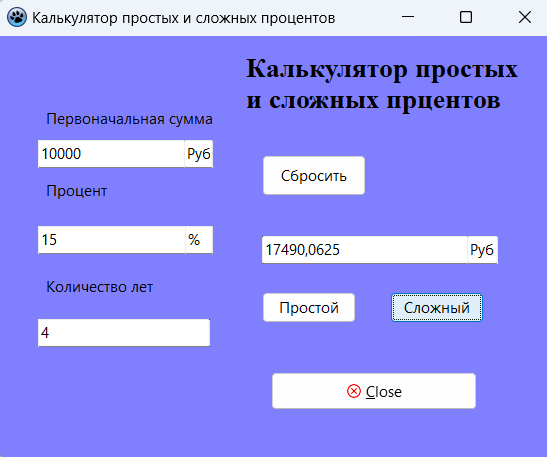 Калькулятор простых и сложных процентов
Калькулятор простых
и сложных прцентов
Первоначальная сумма
10000 Руб
Процент
Сбросить
15 %
17490,0625 Руб
Количество лет
Простой
Сложный
4
Close